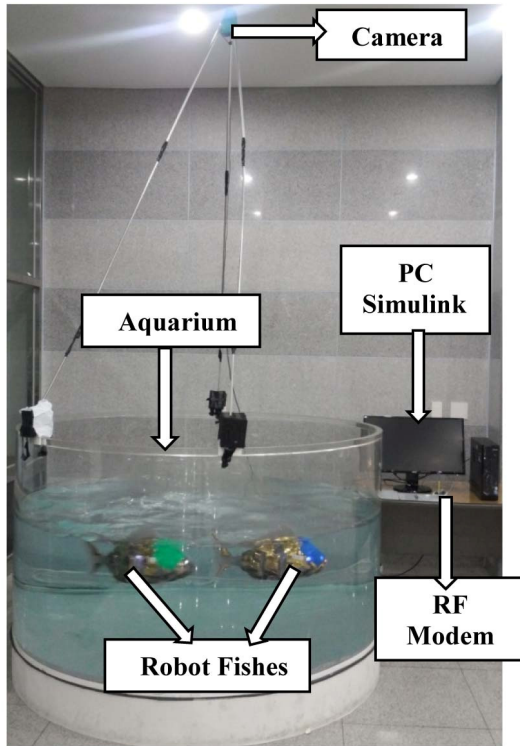 Camera
PC
Simulink
Aquarium
RF
Modem
Robot Fishes